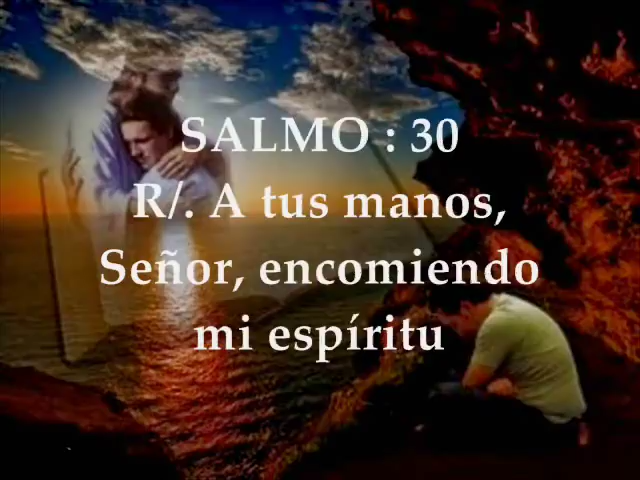 SALMO : 30
R/. A tus manos,
Señor, encomiendo
mi espíritu